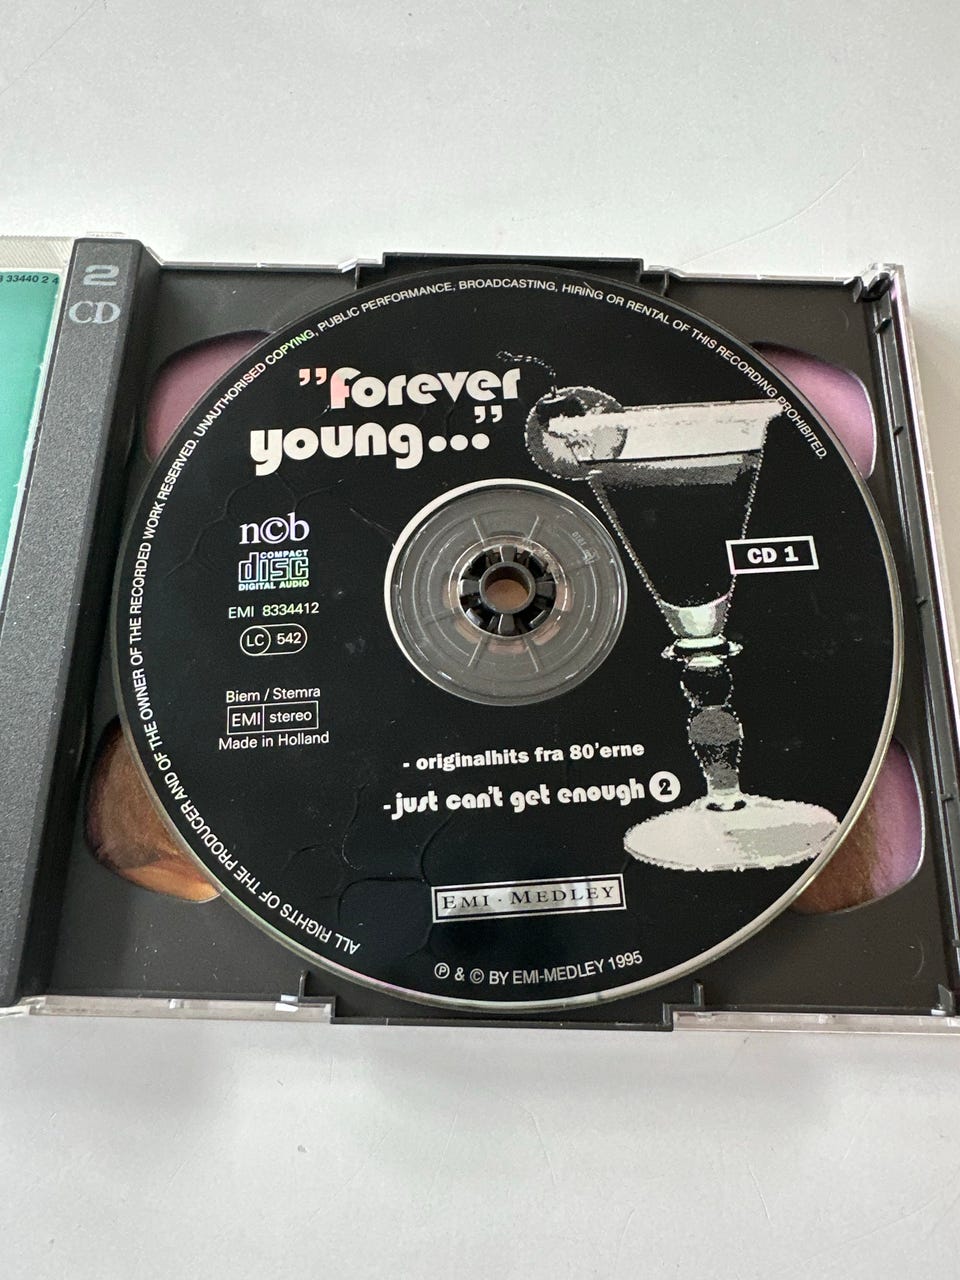 33440 2 4
2
CD
ALL RIGHTS OF THE PRODUCER AND OF THE OWNER OF THE RECORDED WORK RESERVED, UNAUTHORISED COPYING, PUBLIC PERFORMANCE, BROADCASTING, HIRING OR RENTAL OF THIS RECORDING PROHIBITED.
”forever
young...”
n©b
COMPACT
disc
DIGITAL AUDIO
EMI 8334412
LC 542
CD 1
Biem / Stemra
EMI stereo
Made in Holland
- originalhits fra 80'erne
-just can't get enough 2
EMI · MEDLEY
℗ & © BY EMI-MEDLEY 1995